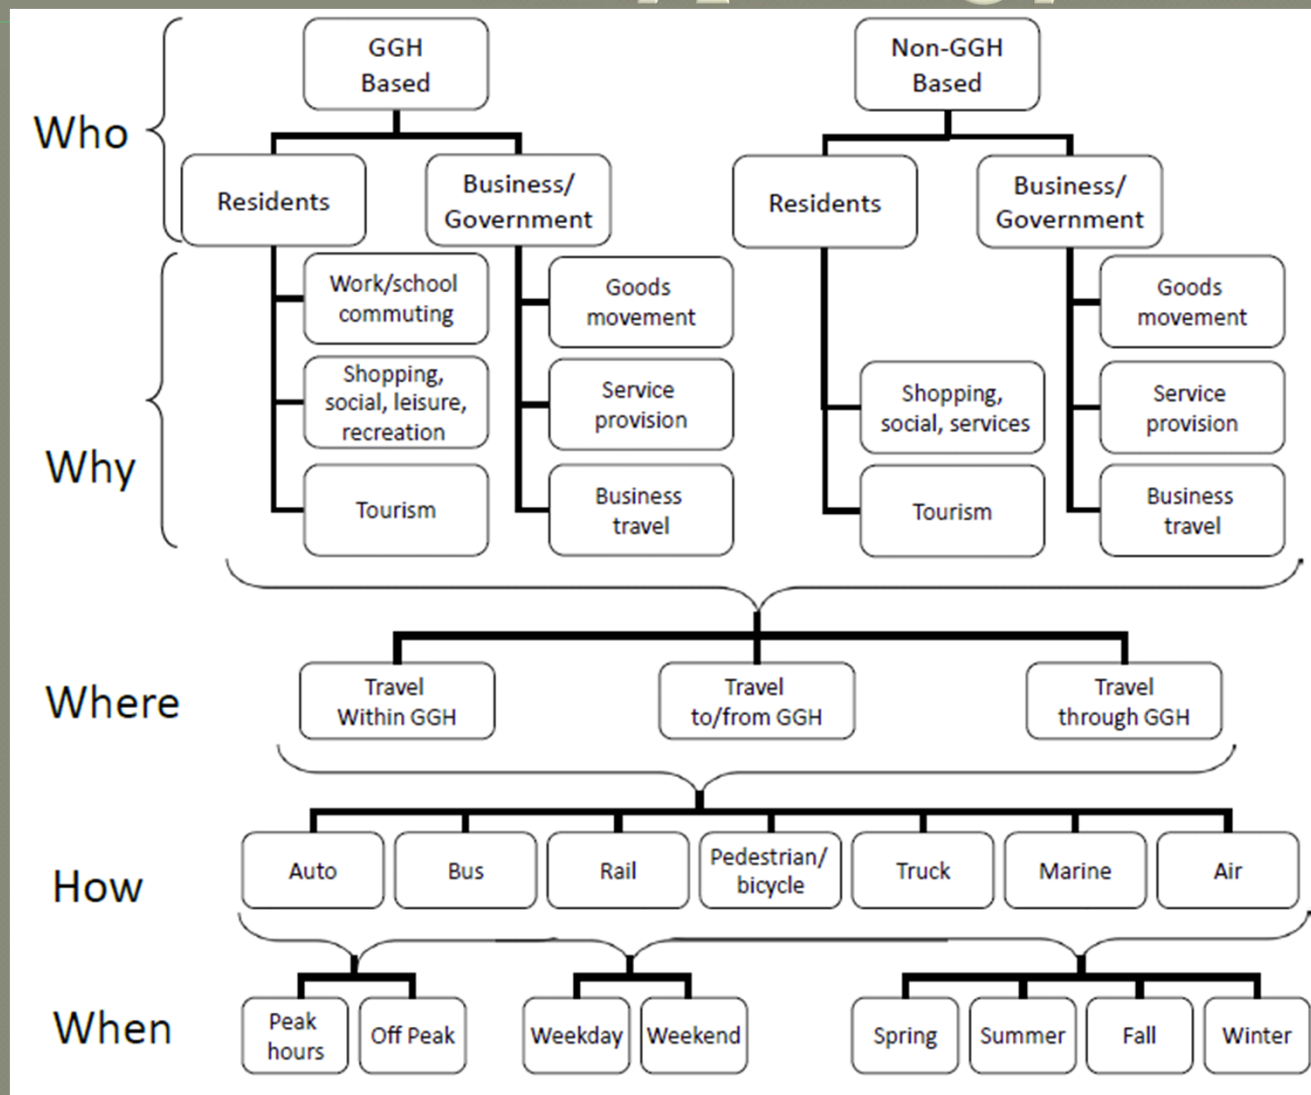 GGH
Based
Non-GGH
Based
Who
Residents
Business/
Government
Residents
Business/
Government
Why
Work/school
commuting
Shopping,
social, leisure,
recreation
Tourism
Goods
movement
Service
provision
Business
travel
Shopping,
social, services
Tourism
Goods
movement
Service
provision
Business
travel
Where
Travel
Within GGH
Travel
to/from GGH
Travel
through GGH
How
Auto
Bus
Rail
Pedestrian/
bicycle
Truck
Marine
Air
When
Peak
hours
Off Peak
Weekday
Weekend
Spring
Summer
Fall
Winter